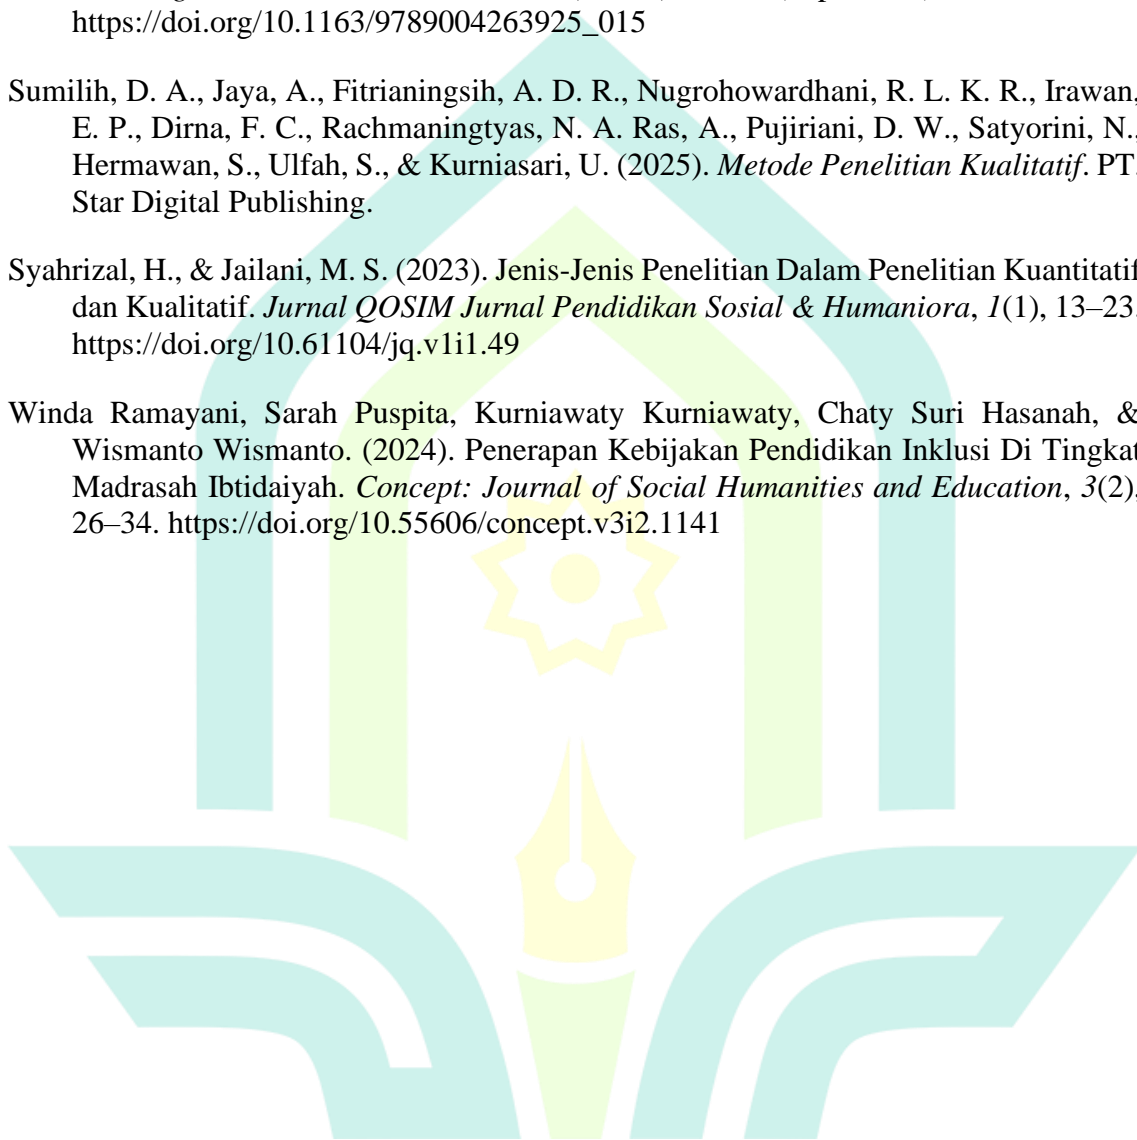 https://doi.org/10.1163/9789004263925_015
Sumilih, D. A., Jaya, A., Fitrianingsih, A. D. R., Nugrohowardhani, R. L. K. R., Irawan,
E. P., Dirna, F. C., Rachmaningtyas, N. A. Ras, A., Pujiriani, D. W., Satyorini, N.,
Hermawan, S., Ulfah, S., & Kurniasari, U. (2025). Metode Penelitian Kualitatif. PT.
Star Digital Publishing.
Syahrizal, H., & Jailani, M. S. (2023). Jenis-Jenis Penelitian Dalam Penelitian Kuantitatif
dan Kualitatif. Jurnal QOSIM Jurnal Pendidikan Sosial & Humaniora, 1(1), 13–23.
https://doi.org/10.61104/jq.v1i1.49
Winda Ramayani, Sarah Puspita, Kurniawaty Kurniawaty, Chaty Suri Hasanah, &
Wismanto Wismanto. (2024). Penerapan Kebijakan Pendidikan Inklusi Di Tingkat
Madrasah Ibtidaiyah. Concept: Journal of Social Humanities and Education, 3(2),
26–34. https://doi.org/10.55606/concept.v3i2.1141